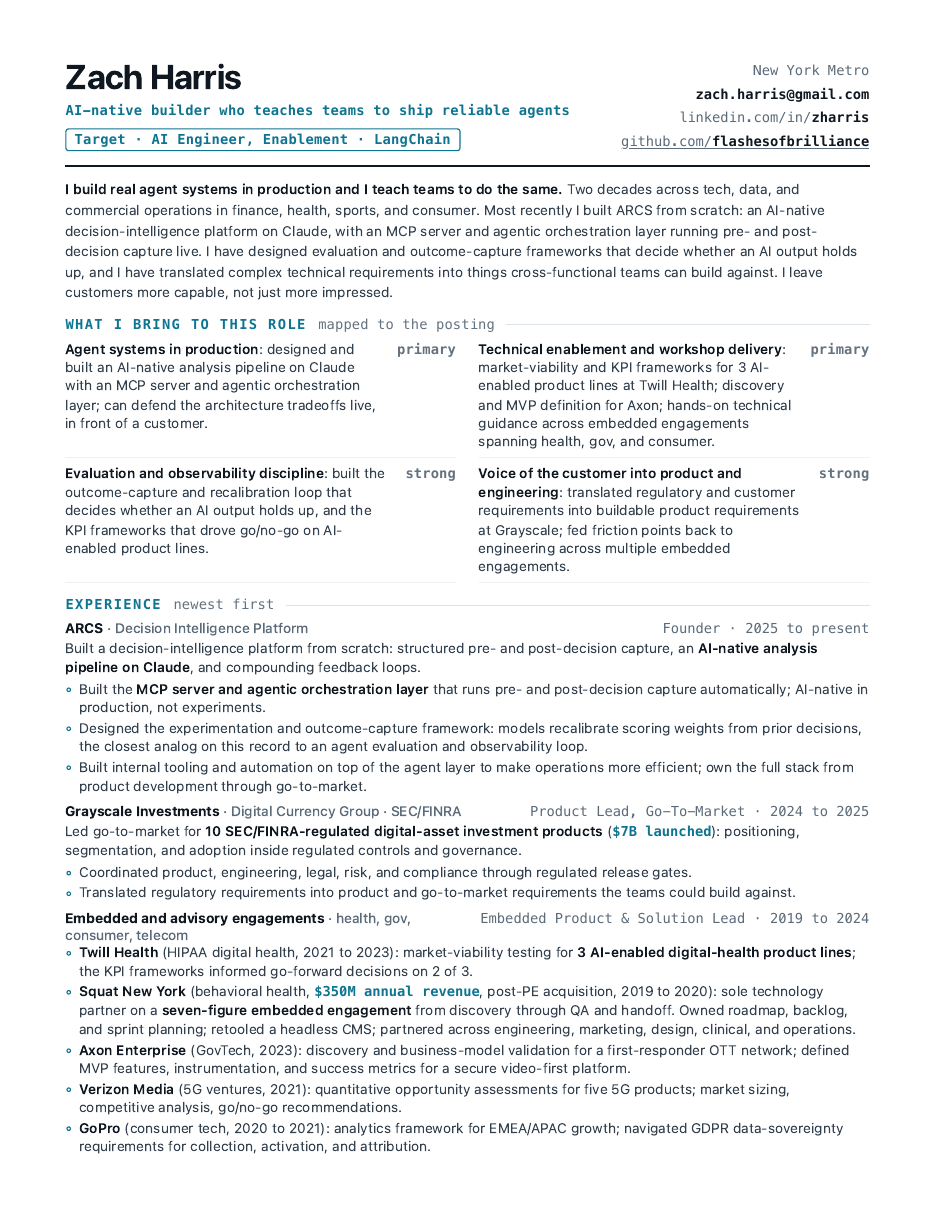 Zach Harris
AI-native builder who teaches teams to ship reliable agents
Target · AI Engineer, Enablement · LangChain
New York Metro
zach.harris@gmail.com
linkedin.com/in/zharris
github.com/flashesofbrilliance
I build real agent systems in production and I teach teams to do the same. Two decades across tech, data, and
commercial operations in finance, health, sports, and consumer. Most recently I built ARCS from scratch: an AI-native
decision-intelligence platform on Claude, with an MCP server and agentic orchestration layer running pre- and post-
decision capture live. I have designed evaluation and outcome-capture frameworks that decide whether an AI output holds
up, and I have translated complex technical requirements into things cross-functional teams can build against. I leave
customers more capable, not just more impressed.
WHAT I BRING TO THIS ROLE mapped to the posting
Agent systems in production: designed and primary
built an AI-native analysis pipeline on Claude
with an MCP server and agentic orchestration
layer; can defend the architecture tradeoffs live,
in front of a customer.
Technical enablement and workshop delivery: primary
market-viability and KPI frameworks for 3 AI-
enabled product lines at Twill Health; discovery
and MVP definition for Axon; hands-on technical
guidance across embedded engagements
spanning health, gov, and consumer.
Evaluation and observability discipline: built the strong
outcome-capture and recalibration loop that
decides whether an AI output holds up, and the
KPI frameworks that drove go/no-go on AI-
enabled product lines.
Voice of the customer into product and strong
engineering: translated regulatory and customer
requirements into buildable product requirements
at Grayscale; fed friction points back to
engineering across multiple embedded
engagements.
EXPERIENCE newest first
ARCS · Decision Intelligence Platform Founder · 2025 to present
Built a decision-intelligence platform from scratch: structured pre- and post-decision capture, an AI-native analysis
pipeline on Claude, and compounding feedback loops.
∘ Built the MCP server and agentic orchestration layer that runs pre- and post-decision capture automatically; AI-native in
production, not experiments.
∘ Designed the experimentation and outcome-capture framework: models recalibrate scoring weights from prior decisions,
the closest analog on this record to an agent evaluation and observability loop.
∘ Built internal tooling and automation on top of the agent layer to make operations more efficient; own the full stack from
product development through go-to-market.
Grayscale Investments · Digital Currency Group · SEC/FINRA Product Lead, Go-To-Market · 2024 to 2025
Led go-to-market for 10 SEC/FINRA-regulated digital-asset investment products ($7B launched): positioning,
segmentation, and adoption inside regulated controls and governance.
∘ Coordinated product, engineering, legal, risk, and compliance through regulated release gates.
∘ Translated regulatory requirements into product and go-to-market requirements the teams could build against.
Embedded and advisory engagements · health, gov, Embedded Product & Solution Lead · 2019 to 2024
consumer, telecom
∘ Twill Health (HIPAA digital health, 2021 to 2023): market-viability testing for 3 AI-enabled digital-health product lines;
the KPI frameworks informed go-forward decisions on 2 of 3.
∘ Squat New York (behavioral health, $350M annual revenue, post-PE acquisition, 2019 to 2020): sole technology
partner on a seven-figure embedded engagement from discovery through QA and handoff. Owned roadmap, backlog,
and sprint planning; retooled a headless CMS; partnered across engineering, marketing, design, clinical, and operations.
∘ Axon Enterprise (GovTech, 2023): discovery and business-model validation for a first-responder OTT network; defined
MVP features, instrumentation, and success metrics for a secure video-first platform.
∘ Verizon Media (5G ventures, 2021): quantitative opportunity assessments for five 5G products; market sizing,
competitive analysis, go/no-go recommendations.
∘ GoPro (consumer tech, 2020 to 2021): analytics framework for EMEA/APAC growth; navigated GDPR data-sovereignty
requirements for collection, activation, and attribution.